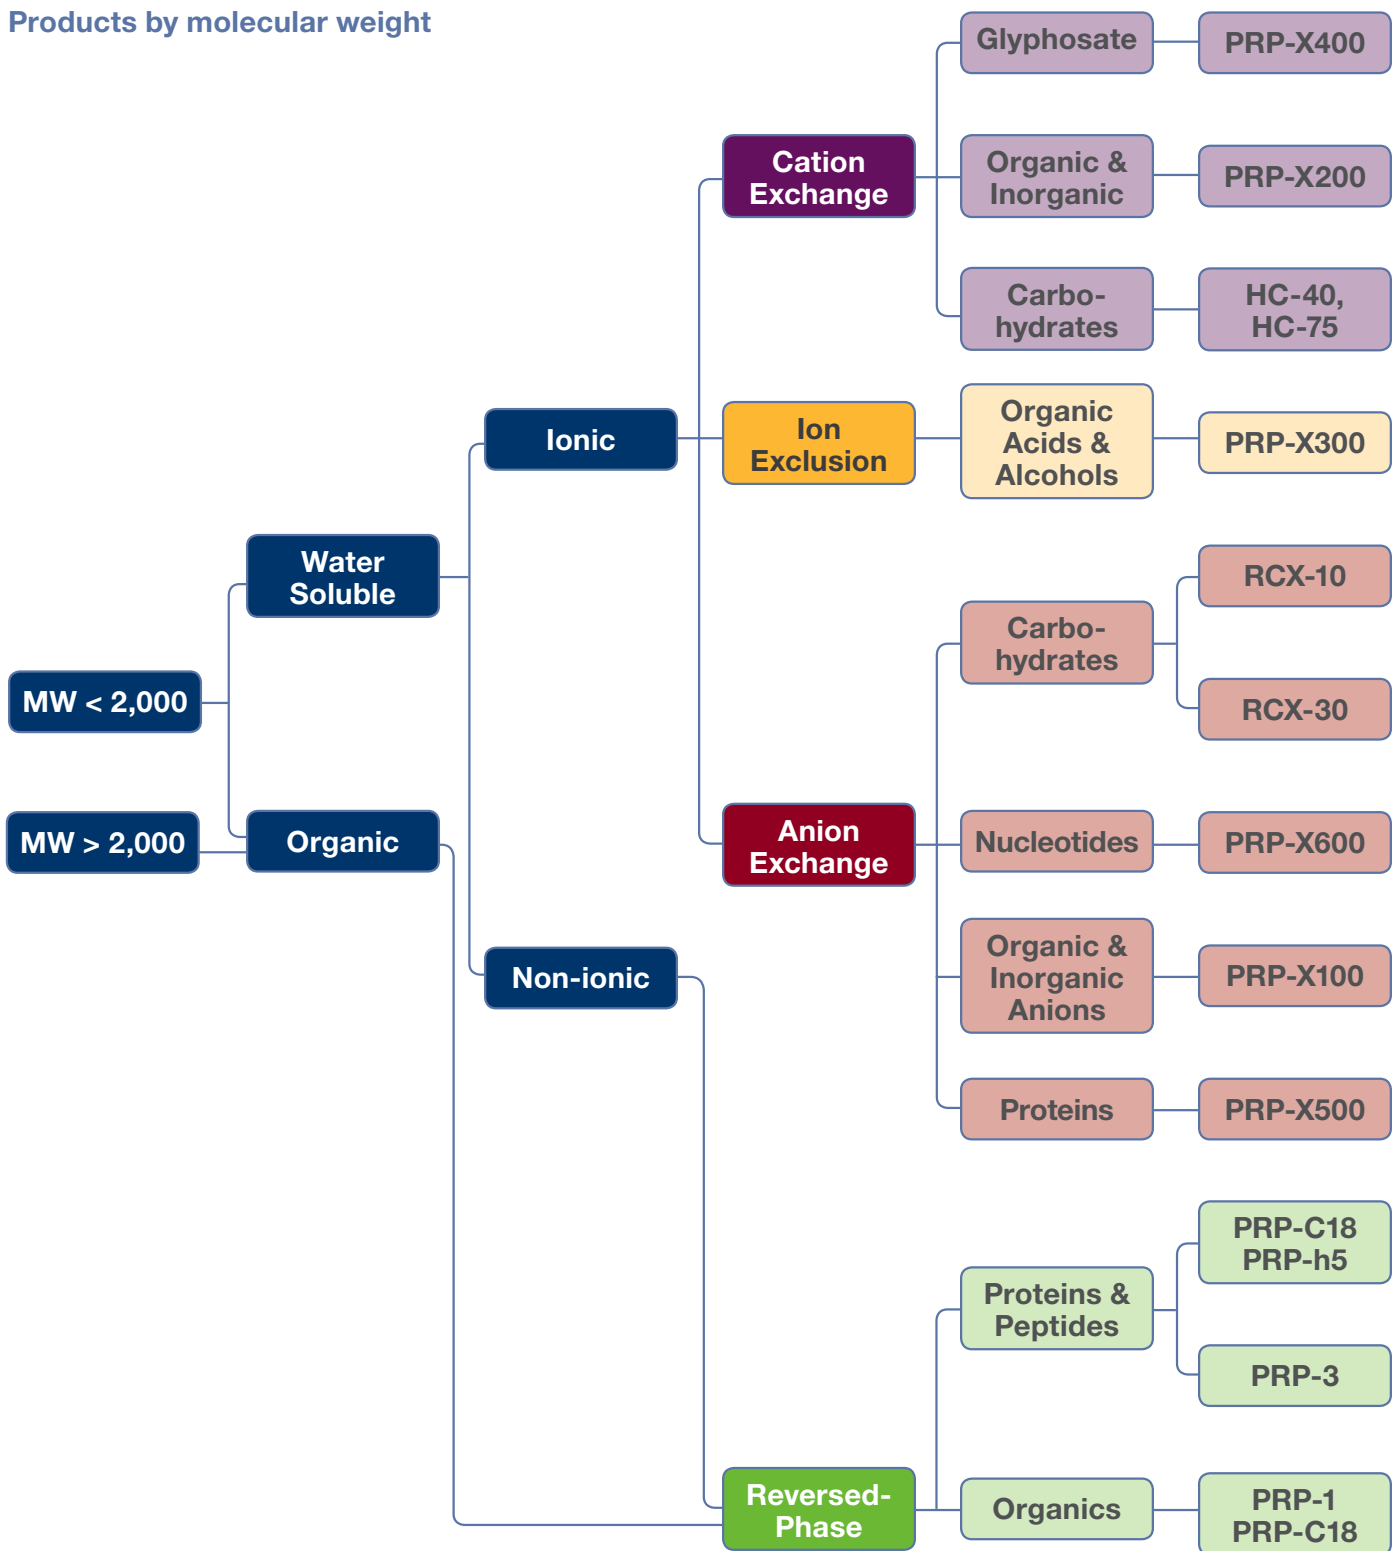 Products by molecular weight
MW < 2,000
MW > 2,000
Water
Soluble
Organic
Ionic
Non-ionic
Cation
Exchange
Glyphosate
PRP-X400
Organic &
Inorganic
PRP-X200
Carbo-
hydrates
HC-40,
HC-75
Ion
Exclusion
Organic
Acids &
Alcohols
PRP-X300
Anion
Exchange
Carbo-
hydrates
RCX-10
RCX-30
Nucleotides
PRP-X600
Organic &
Inorganic
Anions
PRP-X100
Proteins
PRP-X500
Reversed-
Phase
Proteins &
Peptides
PRP-C18
PRP-h5
PRP-3
Organics
PRP-1
PRP-C18